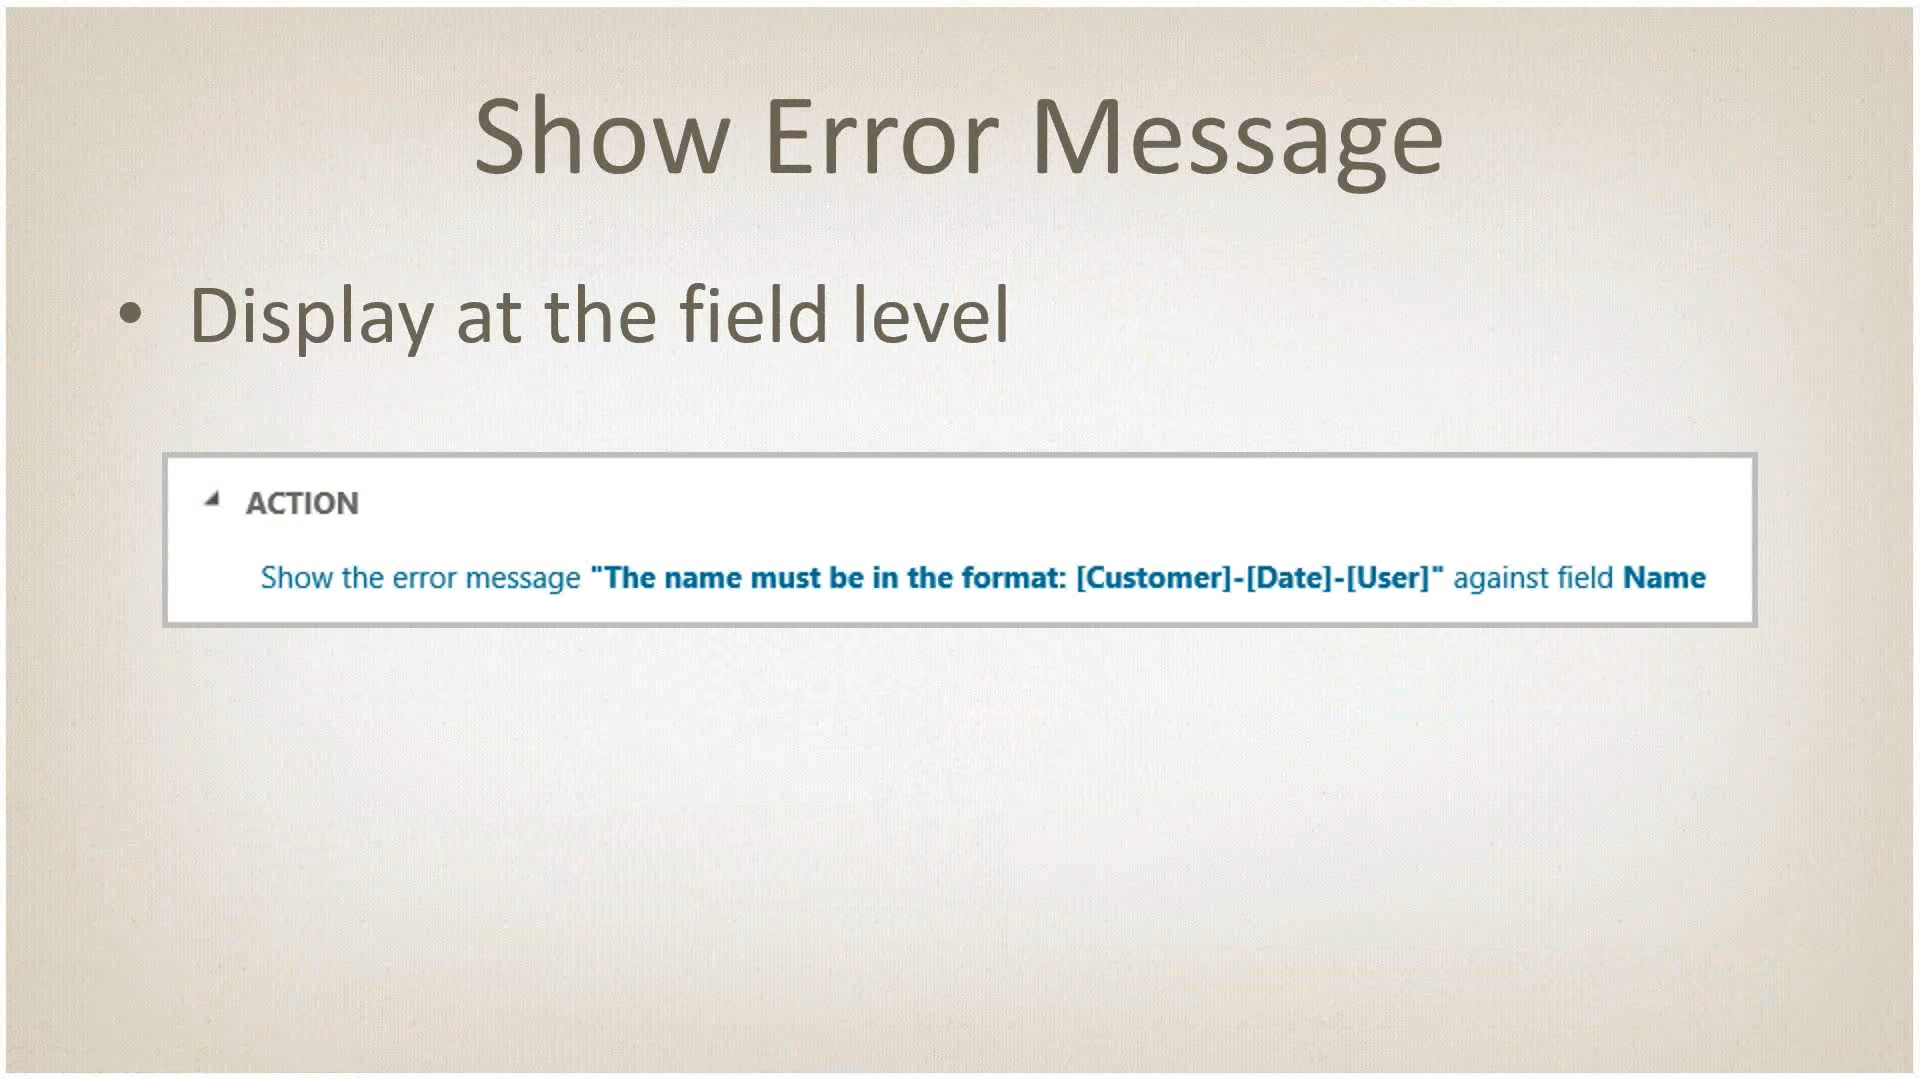 Show Error Message
• Display at the field level
ACTION
Show the error message "The name must be in the format: [Customer]-[Date]-[User]" against field Name